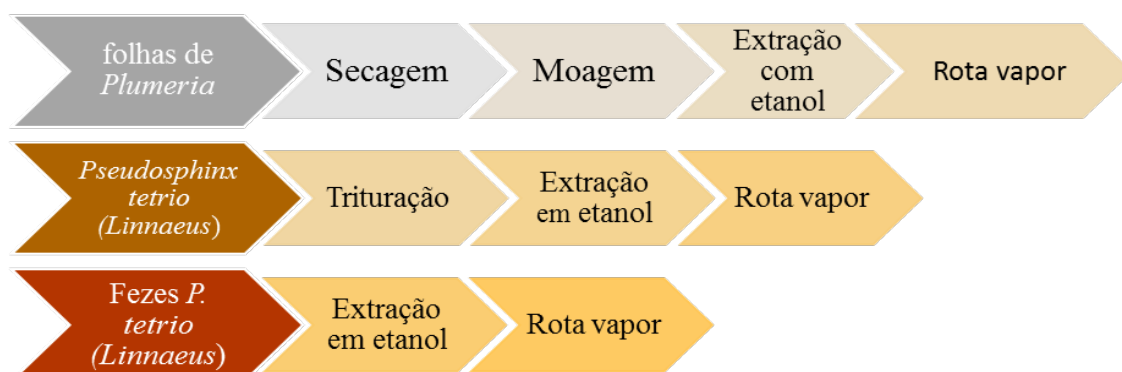 folhas de
Plumeria
Secagem
Moagem
Extração
com
etanol
Rota vapor
Pseudosphinx
tetrio
(Linnaeus)
Trituração
Extração
em etanol
Rota vapor
Fezes P.
tetrio
(Linnaeus)
Extração
em etanol
Rota vapor